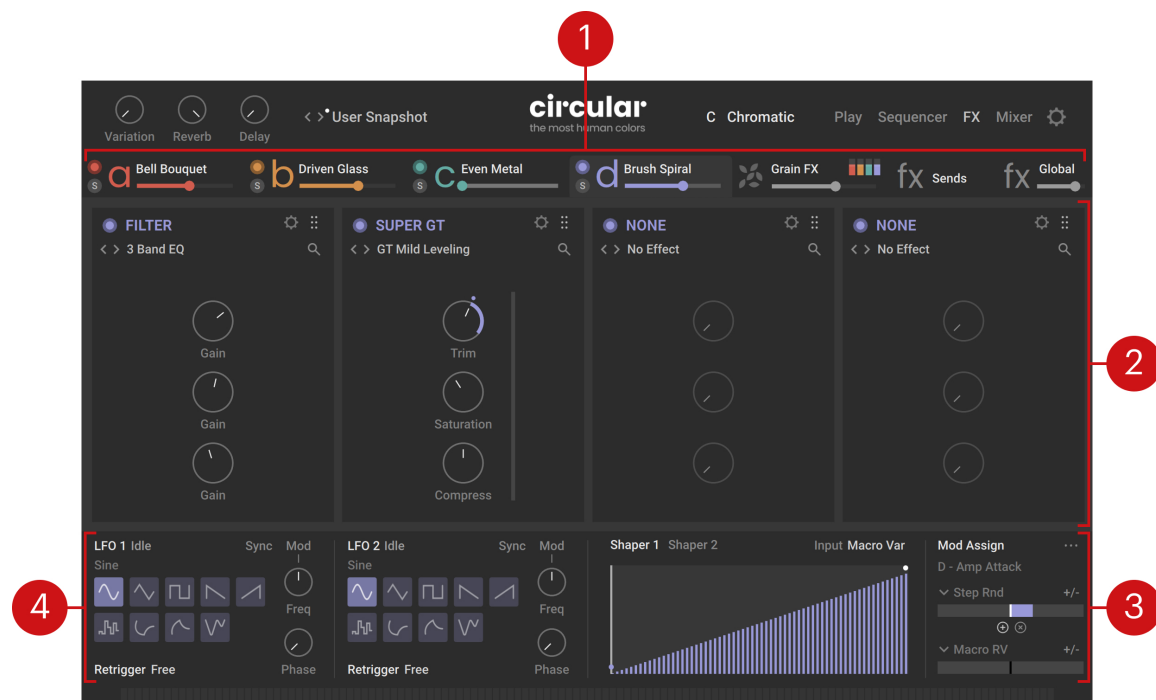 1
circular
the most human colors
Variation Reverb Delay
< > User Snapshot
C Chromatic
Play Sequencer FX Mixer
a Bell Bouquet
S
b Driven Glass
S
c Even Metal
S
d Brush Spiral
S
Grain FX
fx Sends
fx Global
2
FILTER
< > 3 Band EQ
Gain
Gain
Gain
SUPER GT
< > GT Mild Leveling
Trim
Saturation
Compress
NONE
< > No Effect
NONE
< > No Effect
4
LFO 1 Idle Sync Mod
Sine
Freq
Retrigger Free Phase
LFO 2 Idle Sync Mod
Sine
Freq
Retrigger Free Phase
Shaper 1 Shaper 2 Input Macro Var
Mod Assign ...
D - Amp Attack
Step Rnd +/-
Macro RV +/-
3